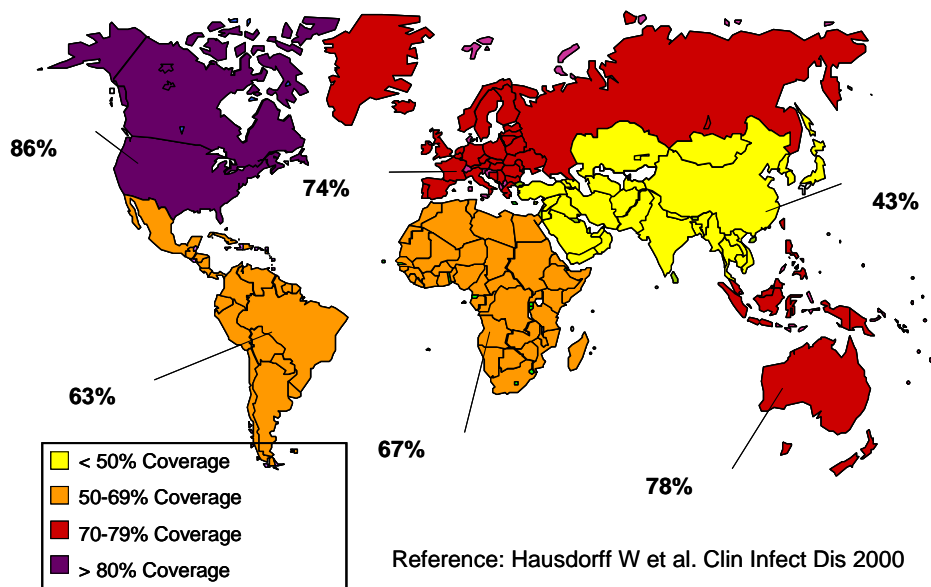 86%
74%
43%
63%
67%
78%
< 50% Coverage
50-69% Coverage
70-79% Coverage
> 80% Coverage
Reference: Hausdorff W et al. Clin Infect Dis 2000